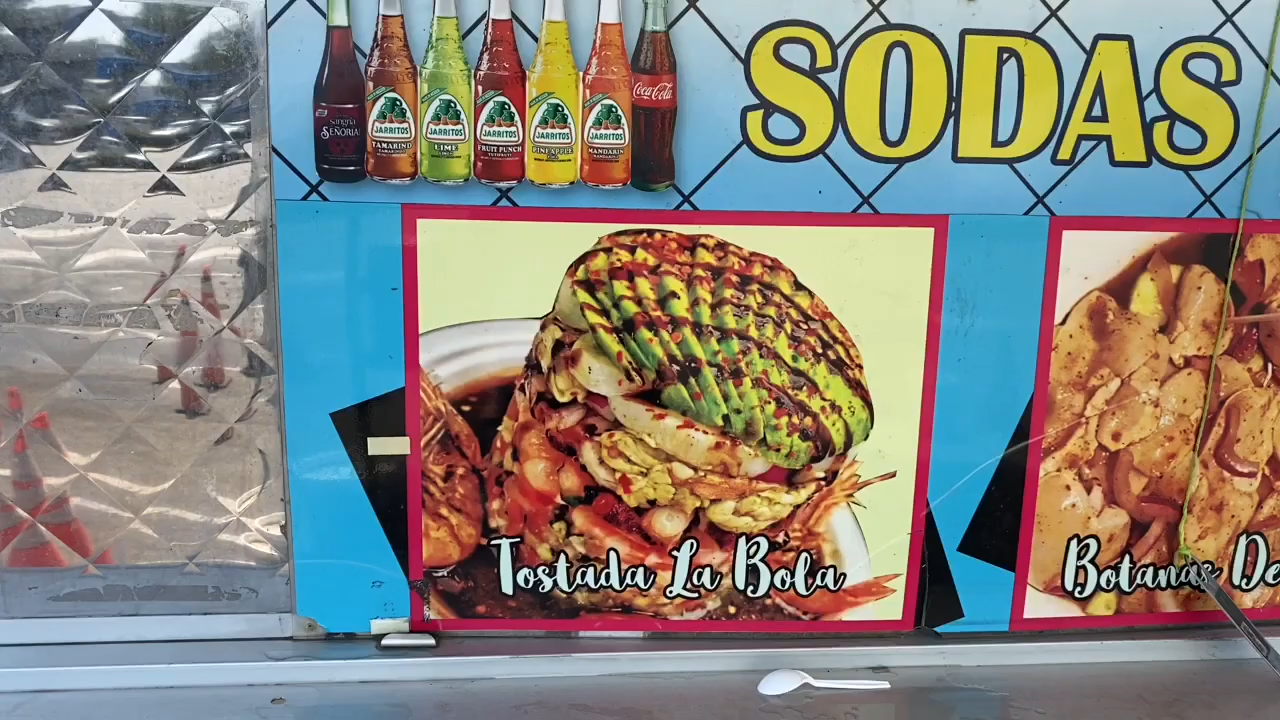 SODAS
Sangria
SEÑORIAL
JARRITOS
TAMARIND
JARRITOS
LIME
JARRITOS
FRUIT PUNCH
JARRITOS
PINEAPPLE
JARRITOS
MANDARIN
Coca-Cola
Tostada La Bola
Botanas De